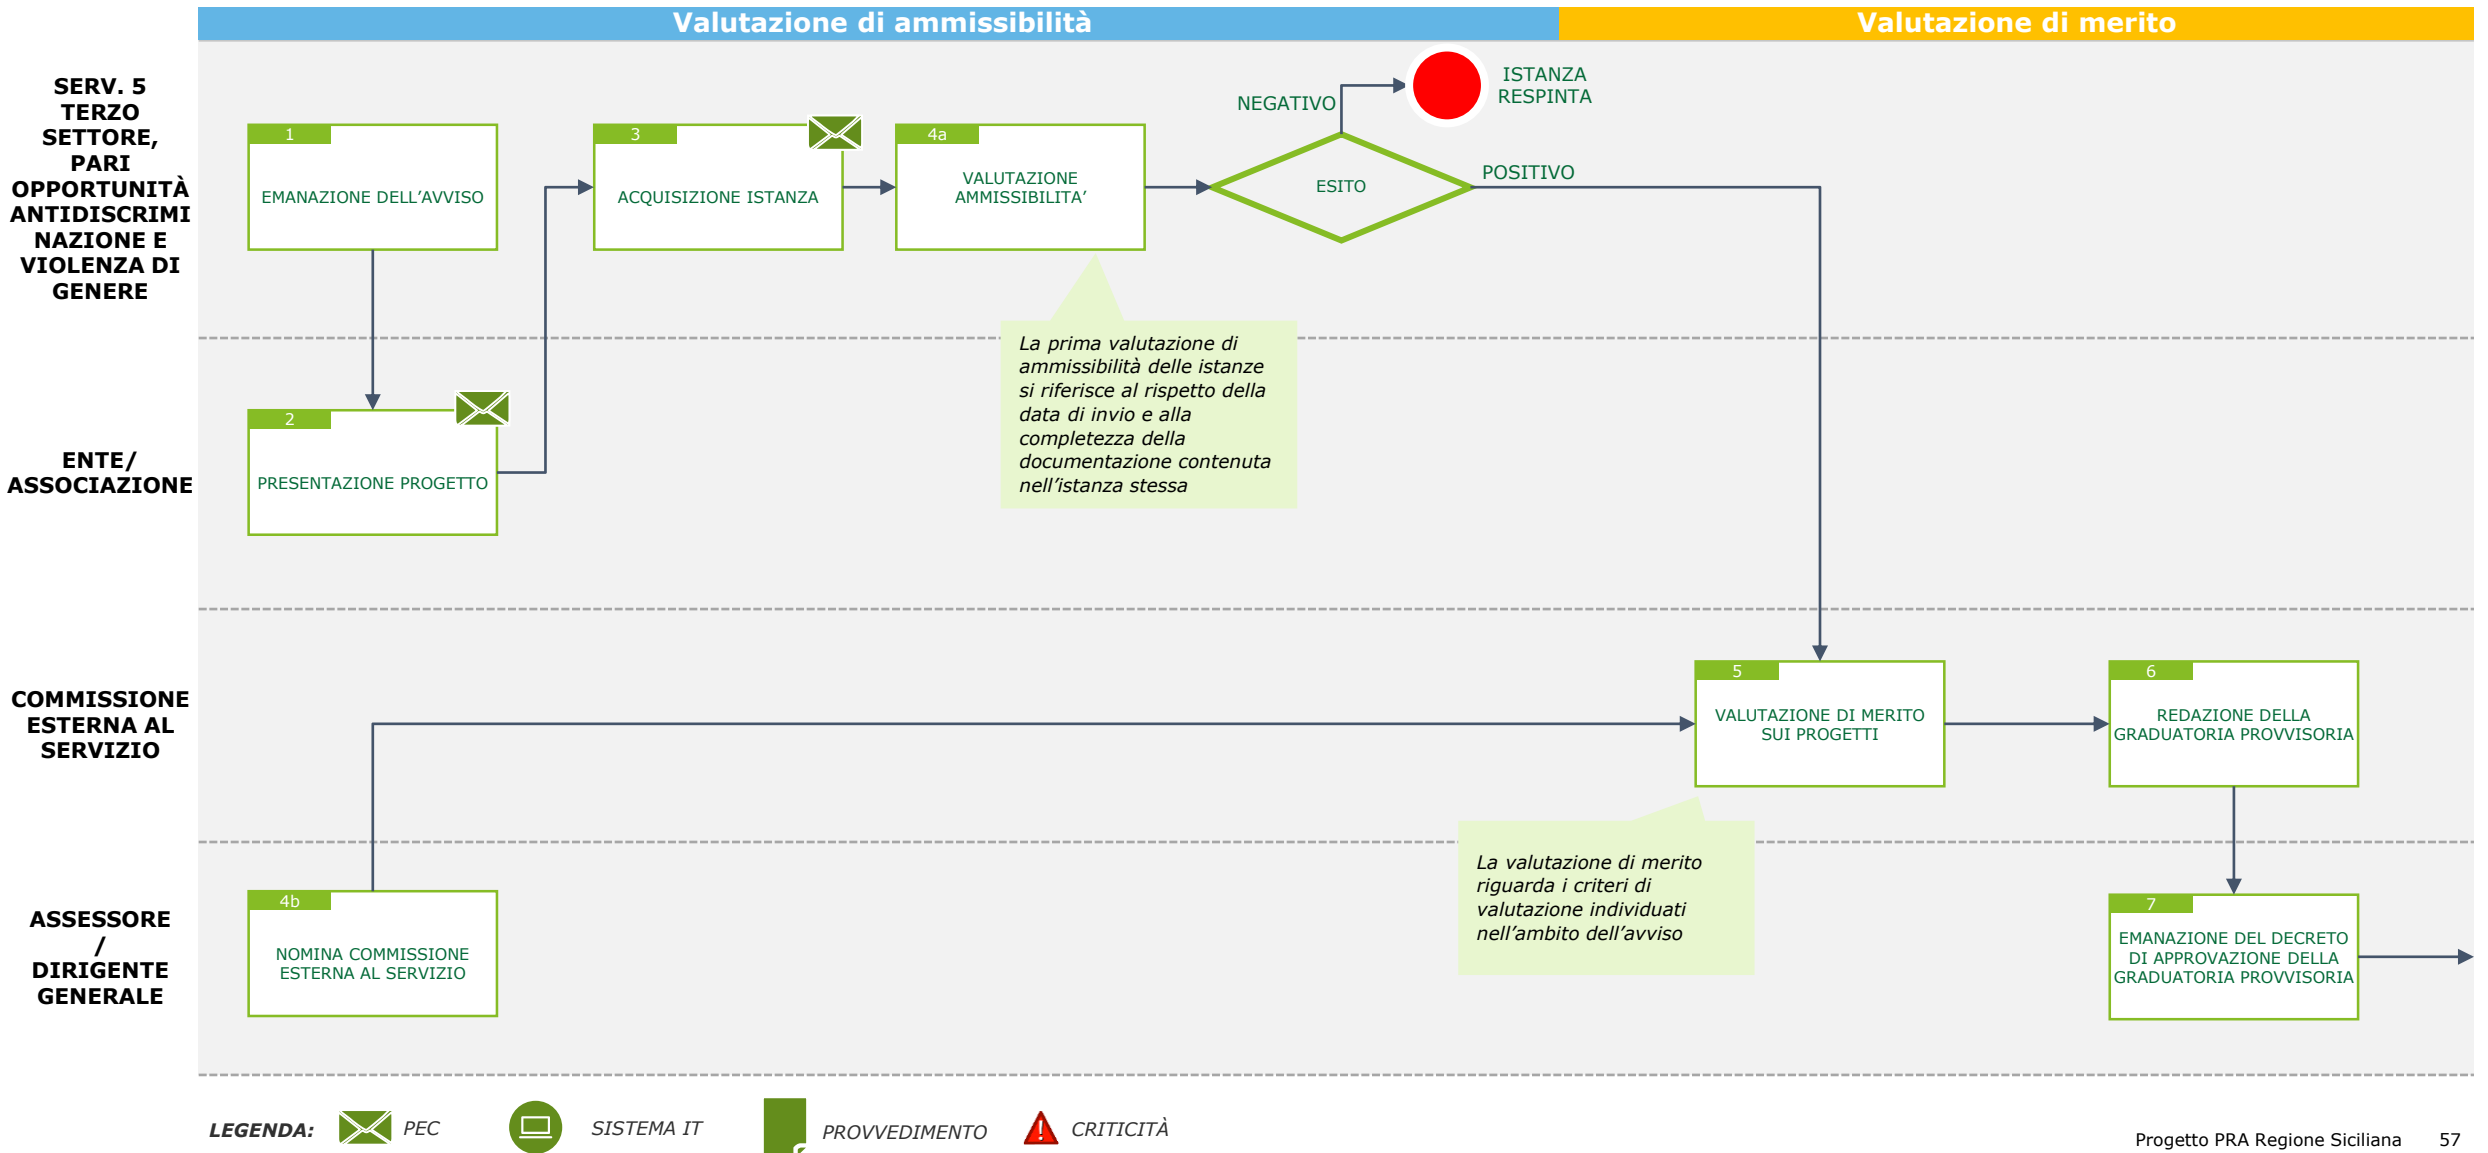 Valutazione di ammissibilità
Valutazione di merito
SERV. 5
TERZO
SETTORE,
PARI
OPPORTUNITÀ
ANTIDISCRIMI
NAZIONE E
VIOLENZA DI
GENERE
1
EMANAZIONE DELL’AVVISO
3
ACQUISIZIONE ISTANZA
4a
VALUTAZIONE
AMMISSIBILITA’
ESITO
NEGATIVO
ISTANZA
RESPINTA
POSITIVO
La prima valutazione di
ammissibilità delle istanze
si riferisce al rispetto della
data di invio e alla
completezza della
documentazione contenuta
nell’istanza stessa
ENTE/
ASSOCIAZIONE
2
PRESENTAZIONE PROGETTO
COMMISSIONE
ESTERNA AL
SERVIZIO
5
VALUTAZIONE DI MERITO
SUI PROGETTI
6
REDAZIONE DELLA
GRADUATORIA PROVVISORIA
La valutazione di merito
riguarda i criteri di
valutazione individuati
nell’ambito dell’avviso
ASSESSORE
/
DIRIGENTE
GENERALE
4b
NOMINA COMMISSIONE
ESTERNA AL SERVIZIO
7
EMANAZIONE DEL DECRETO
DI APPROVAZIONE DELLA
GRADUATORIA PROVVISORIA
LEGENDA:
PEC
SISTEMA IT
PROVVEDIMENTO
CRITICITÀ
Progetto PRA Regione Siciliana 57